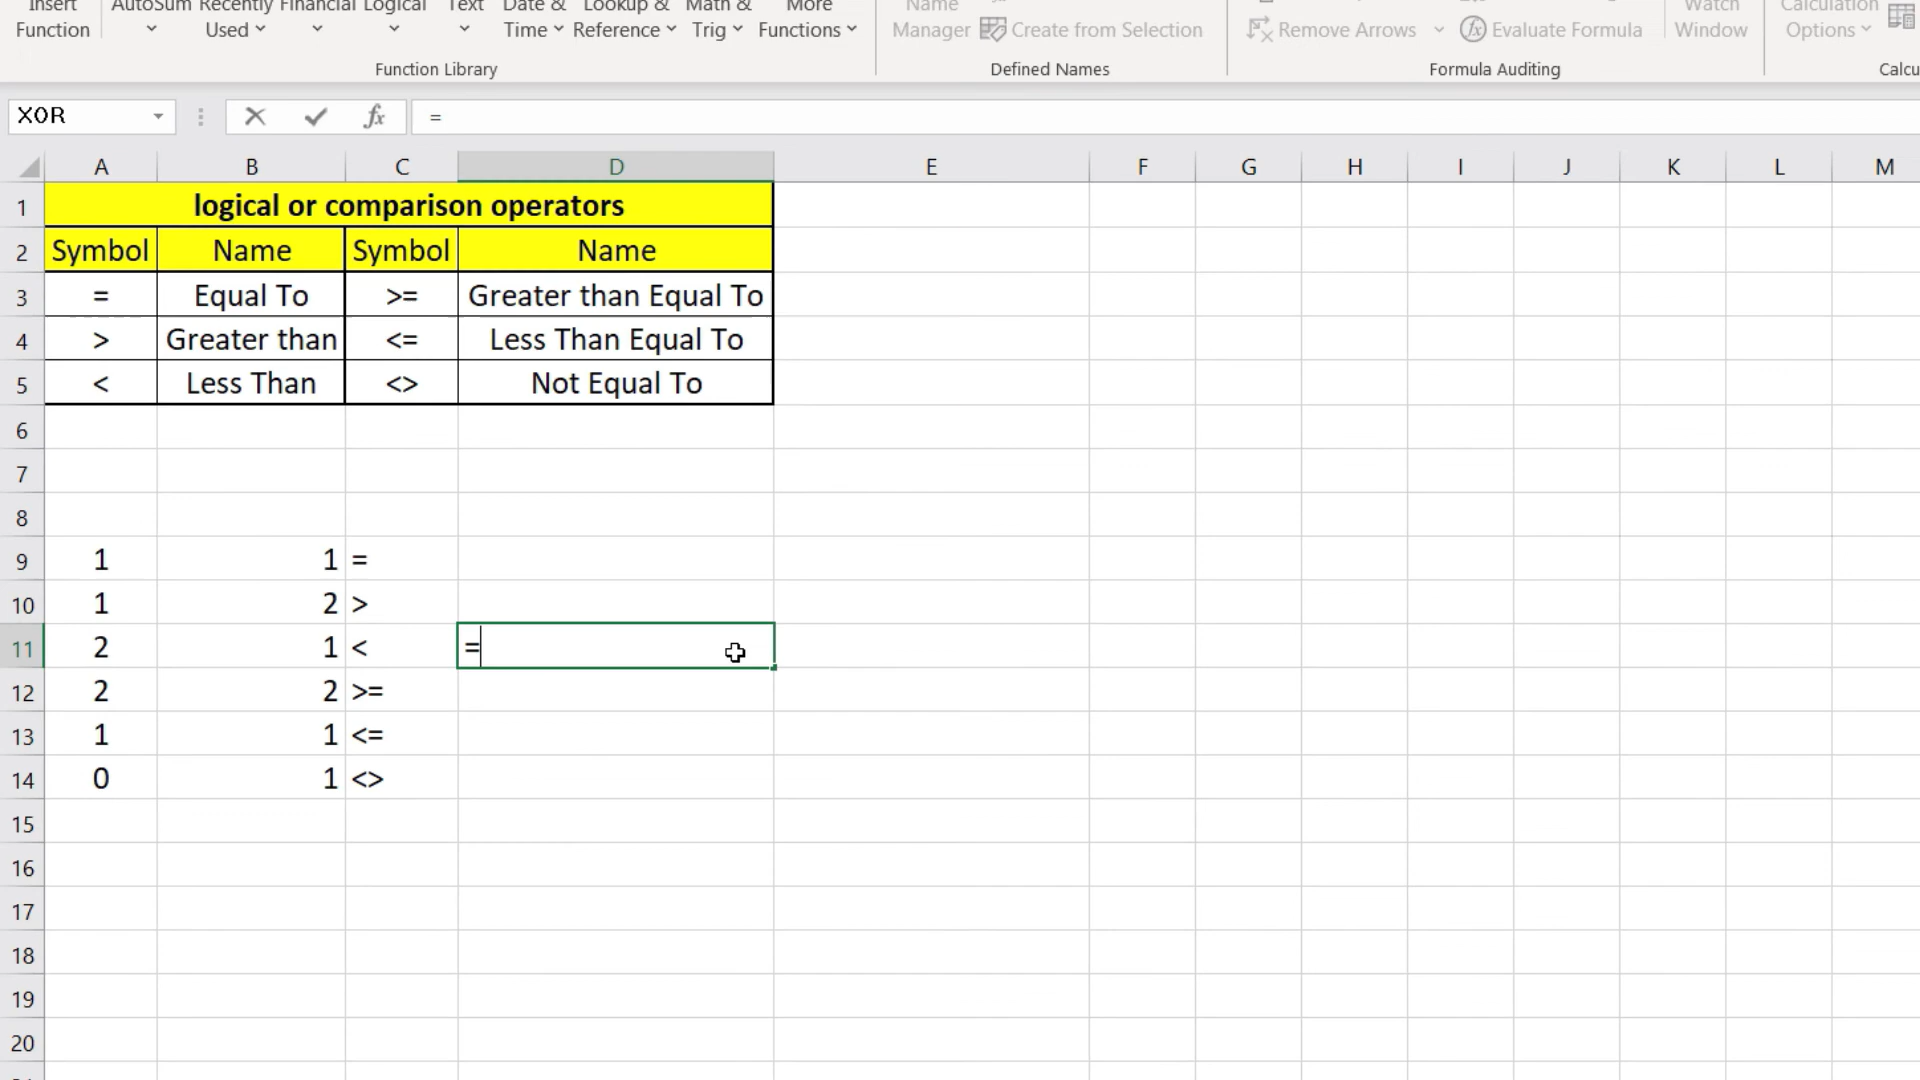 Insert AutoSum Recently Financial Logical Text Date & Lookup & Math & More Name Watch Calculation
Function Used Time Reference Trig Functions Manager Create from Selection Remove Arrows Evaluate Formula Window Options
Function Library Defined Names Formula Auditing Calcu
XOR fx =
A B C D E F G H I J K L M
1 logical or comparison operators
2 Symbol Name Symbol Name
3 = Equal To >= Greater than Equal To
4 > Greater than <= Less Than Equal To
5 < Less Than <> Not Equal To
6
7
8
9 1 1 =
10 1 2 >
11 2 1 < =
12 2 2 >=
13 1 1 <=
14 0 1 <>
15
16
17
18
19
20